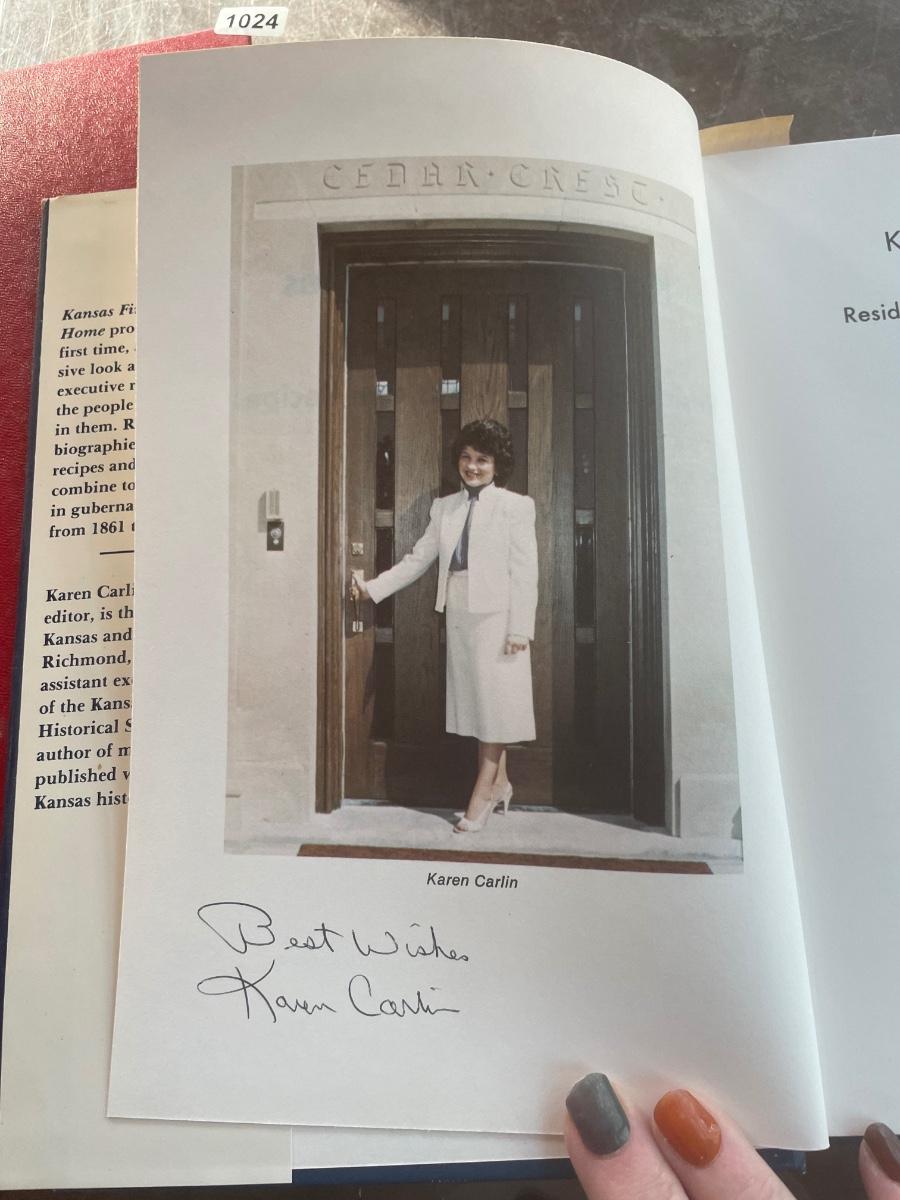 1024
CEDAR · CREST ·
Kansas Fi
Home pro
first time,
sive look a
executive r
the people
in them. R
biographie
recipes and
combine to
in guberna
from 1861 t
Karen Carli
editor, is th
Kansas and
Richmond,
assistant ex
of the Kans
Historical S
author of m
published w
Kansas hist
Karen Carlin
Best Wishes
Karen Carlin
K
Resid